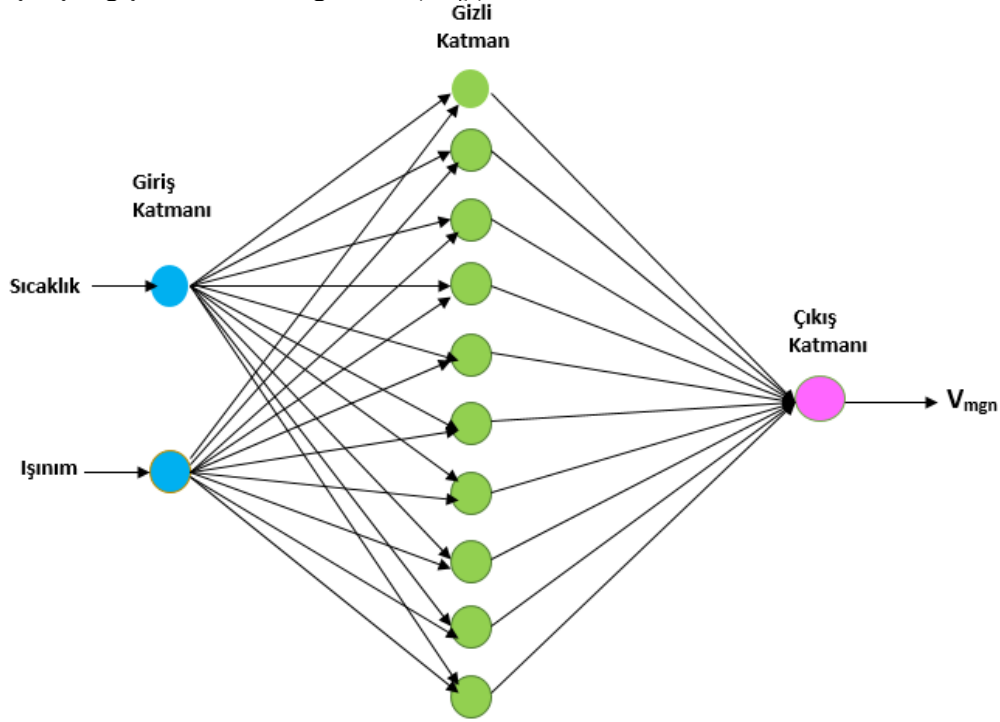 Gizli
Katman
Giriş
Katmanı
Sıcaklık
Çıkış
Katmanı
Vmgn
Işınım